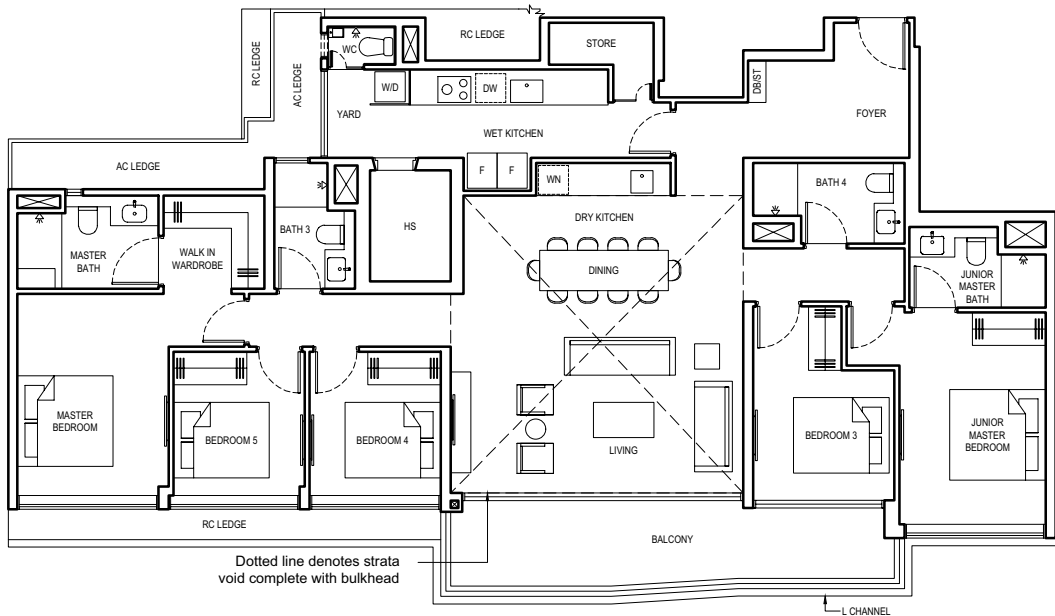 RC LEDGE
WC
STORE
RC LEDGE
AC LEDGE
W/D
DW
DB/ST
YARD
FOYER
WET KITCHEN
AC LEDGE
F
F
WN
BATH 4
DRY KITCHEN
BATH 3
HS
MASTER
BATH
WALK IN
WARDROBE
DINING
JUNIOR
MASTER
BATH
MASTER
BEDROOM
BEDROOM 5
BEDROOM 4
LIVING
BEDROOM 3
JUNIOR
MASTER
BEDROOM
RC LEDGE
BALCONY
Dotted line denotes strata
void complete with bulkhead
L CHANNEL